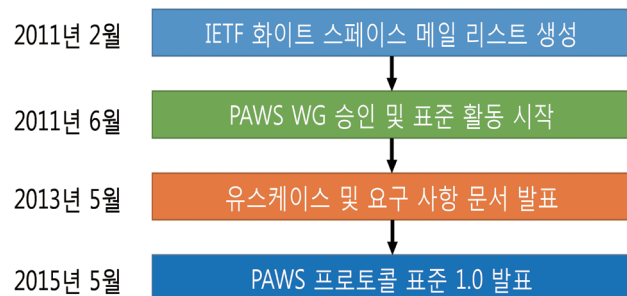 2011년 2월 IETF 화이트 스페이스 메일 리스트 생성
2011년 6월 PAWS WG 승인 및 표준 활동 시작
2013년 5월 유스케이스 및 요구 사항 문서 발표
2015년 5월 PAWS 프로토콜 표준 1.0 발표